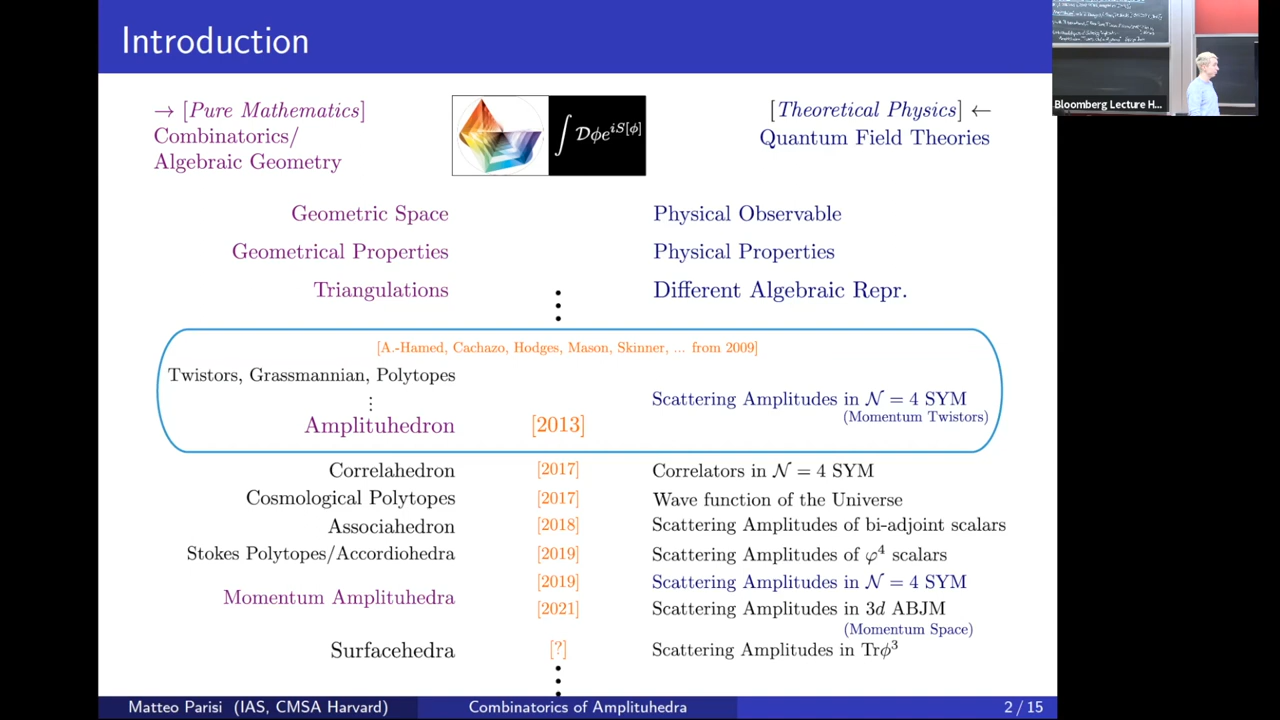 Introduction
→ [Pure Mathematics]
Combinatorics/
Algebraic Geometry
∫ Dϕe^{iS[ϕ]}
[Theoretical Physics] ←
Quantum Field Theories
Geometric Space Physical Observable
Geometrical Properties Physical Properties
Triangulations Different Algebraic Repr.
[A.-Hamed, Cachazo, Hodges, Mason, Skinner, ... from 2009]
Twistors, Grassmannian, Polytopes
Scattering Amplitudes in 𝒩 = 4 SYM
(Momentum Twistors)
Amplituhedron [2013]
Correlahedron [2017] Correlators in 𝒩 = 4 SYM
Cosmological Polytopes [2017] Wave function of the Universe
Associahedron [2018] Scattering Amplitudes of bi-adjoint scalars
Stokes Polytopes/Accordiohedra [2019] Scattering Amplitudes of φ⁴ scalars
[2019] Scattering Amplitudes in 𝒩 = 4 SYM
Momentum Amplituhedra
[2021] Scattering Amplitudes in 3d ABJM
(Momentum Space)
Surfacehedra [?] Scattering Amplitudes in Trϕ³
Matteo Parisi (IAS, CMSA Harvard) Combinatorics of Amplituhedra 2 / 15
Bloomberg Lecture H...